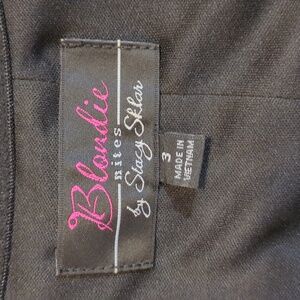 Blondie
nites
by Stacy Sklar
3
MADE IN
VIETNAM